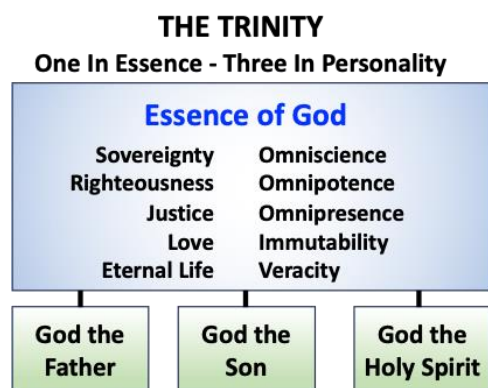 THE TRINITY
One In Essence - Three In Personality
Essence of God
Sovereignty Omniscience
Righteousness Omnipotence
Justice Omnipresence
Love Immutability
Eternal Life Veracity
God the Father
God the Son
God the Holy Spirit